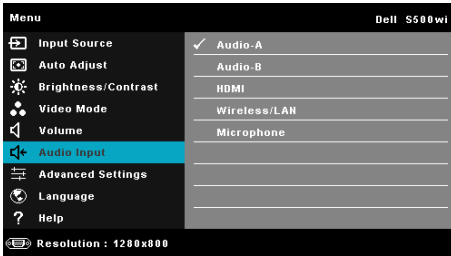 Menu
Dell S500wi
Input Source
Auto Adjust
Brightness/Contrast
Video Mode
Volume
Audio Input
Advanced Settings
Language
Help
Audio-A
Audio-B
HDMI
Wireless/LAN
Microphone
Resolution : 1280x800